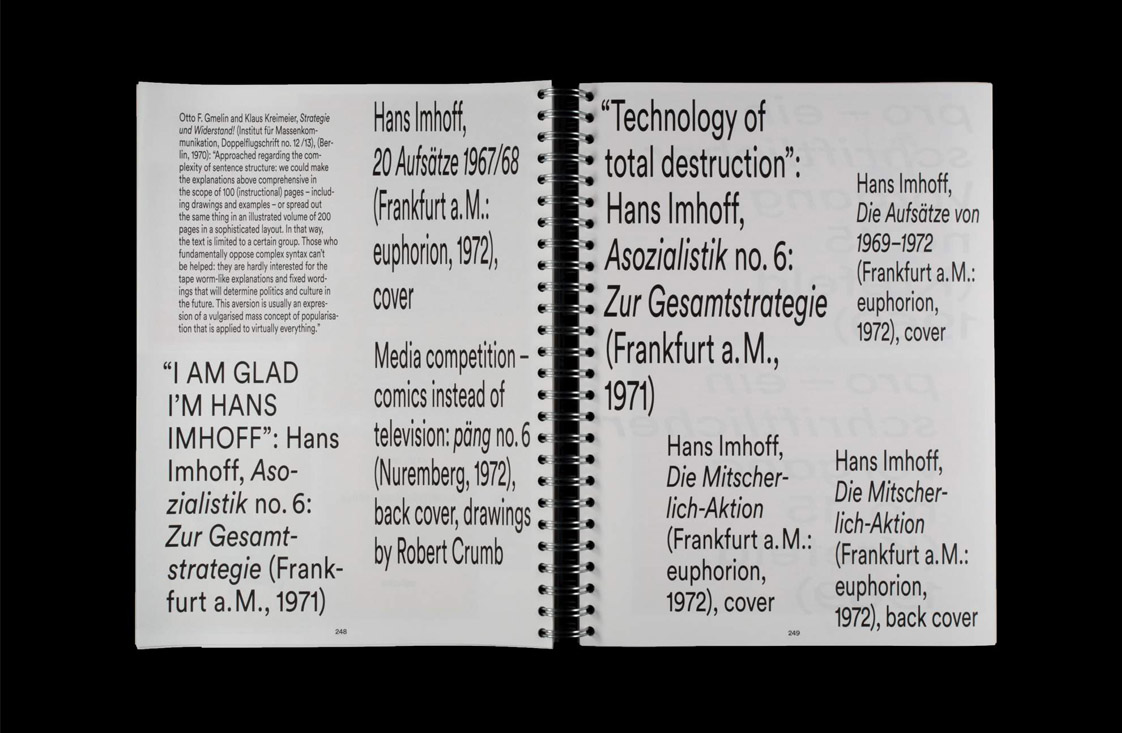 Otto F. Gmelin and Klaus Kreimeier, Strategie
und Widerstand! (Institut für Massenkom-
munikation, Doppelflugschrift no. 12 /13), (Ber-
lin, 1970): “Approached regarding the com-
plexity of sentence structure: we could make
the explanations above comprehensive in
the scope of 100 (instructional) pages – includ-
ing drawings and examples – or spread out
the same thing in an illustrated volume of 200
pages in a sophisticated layout. In that way,
the text is limited to a certain group. Those who
fundamentally oppose complex syntax can’t
be helped: they are hardly interested for the
tape worm-like explanations and fixed word-
ings that will determine politics and culture in
the future. This aversion is usually an expres-
sion of a vulgarised mass concept of popularisa-
tion that is applied to virtually everything.”
“I AM GLAD
I’M HANS
IMHOFF”: Hans
Imhoff, Aso-
zialistik no. 6:
Zur Gesamt-
strategie (Frank-
furt a. M., 1971)
Hans Imhoff,
20 Aufsätze 1967/68
(Frankfurt a. M.:
euphorion, 1972),
cover
Media competition –
comics instead of
television: päng no. 6
(Nuremberg, 1972),
back cover, drawings
by Robert Crumb
248
“Technology of
total destruction”:
Hans Imhoff,
Asozialistik no. 6:
Zur Gesamtstrategie
(Frankfurt a. M.,
1971)
Hans Imhoff,
Die Aufsätze von
1969–1972
(Frankfurt a. M.:
euphorion,
1972), cover
Hans Imhoff,
Die Mitscher-
lich-Aktion
(Frankfurt a. M.:
euphorion,
1972), cover
Hans Imhoff,
Die Mitscher-
lich-Aktion
(Frankfurt a. M.:
euphorion,
1972), back cover
249